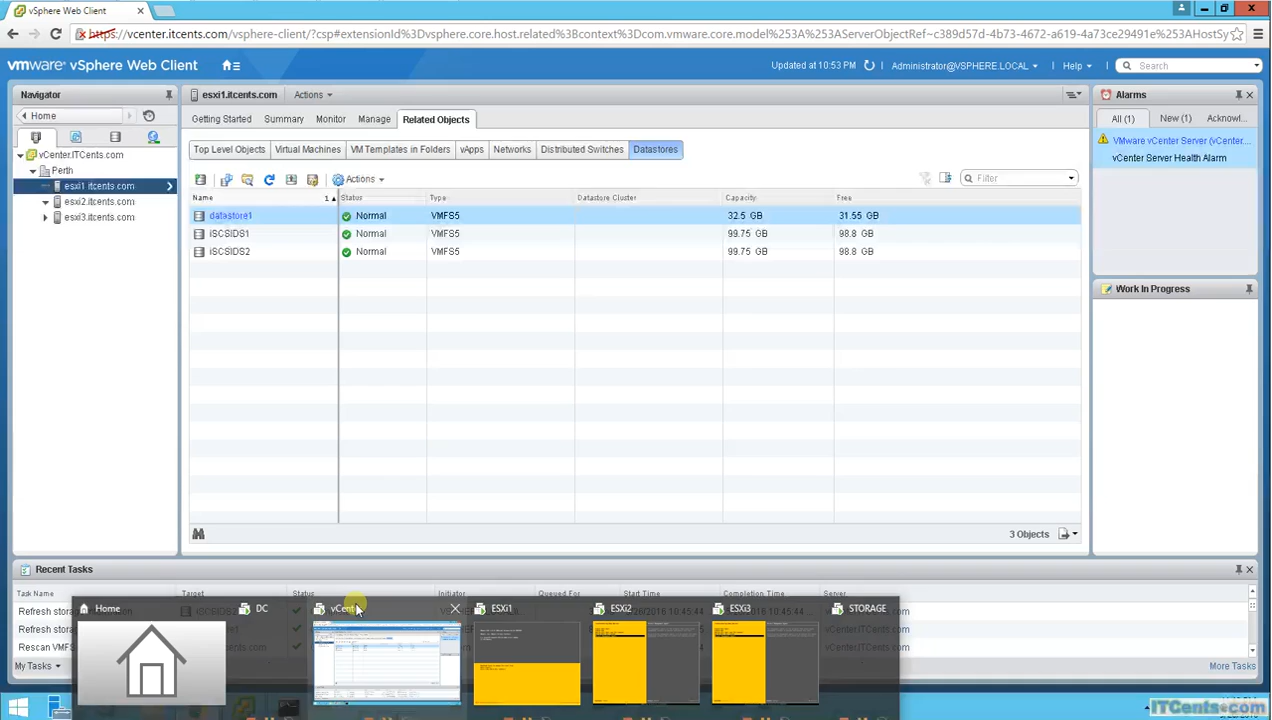 vSphere Web Client
https://vcenter.itcents.com/vsphere-client/?csp#extensionId%3Dvsphere.core.host.related%3Bcontext%3Dcom.vmware.core.model%253A%253AServerObjectRef~c389d57d-4b73-4672-a619-4a73ce29491%253AHostSy
vmware® vSphere Web Client
Updated at 10:53 PM
Administrator@VSPHERE.LOCAL
Help
Search
Navigator
Home
vCenter.ITCents.com
Perth
esxi1.itcents.com
esxi2.itcents.com
esxi3.itcents.com
esxi1.itcents.com Actions
Getting Started Summary Monitor Manage Related Objects
Top Level Objects Virtual Machines VM Templates in Folders vApps Networks Distributed Switches Datastores
Actions
Filter
Name 1 Status Type Datastore Cluster Capacity Free
datastore1 Normal VMFS5 32.5 GB 31.55 GB
iSCSIDS1 Normal VMFS5 99.75 GB 98.8 GB
iSCSIDS2 Normal VMFS5 99.75 GB 98.8 GB
3 Objects
Alarms
All (1) New (1) Acknowl...
VMware vCenter Server (vCenter....
vCenter Server Health Alarm
Work In Progress
Recent Tasks
Task Name Target Status Initiator Queued For Start Time Completion Time Server
Refresh
Refresh
Rescan VMFS
My Tasks
More Tasks
Home DC ESXi1 ESXi2 ESXi3 STORAGE
ITCents.com